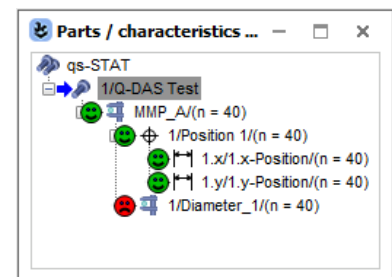 Parts / characteristics ...
qs-STAT
1/Q-DAS Test
MMP_A/(n = 40)
1/Position 1/(n = 40)
1.x/1.x-Position/(n = 40)
1.y/1.y-Position/(n = 40)
1/Diameter_1/(n = 40)